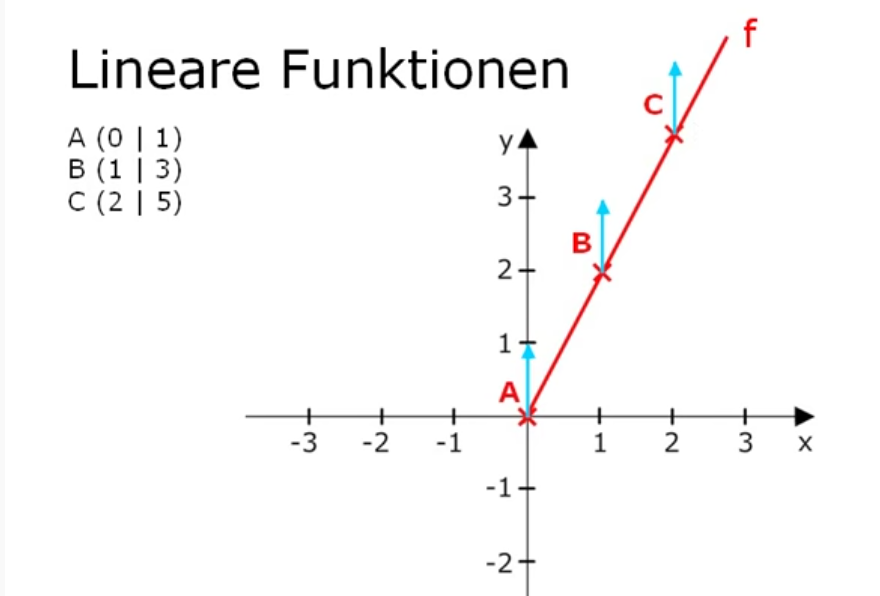 Lineare Funktionen
A (0 | 1)
B (1 | 3)
C (2 | 5)
f
C
y
3
B
2
1
A
-3 -2 -1 1 2 3 x
-1
-2